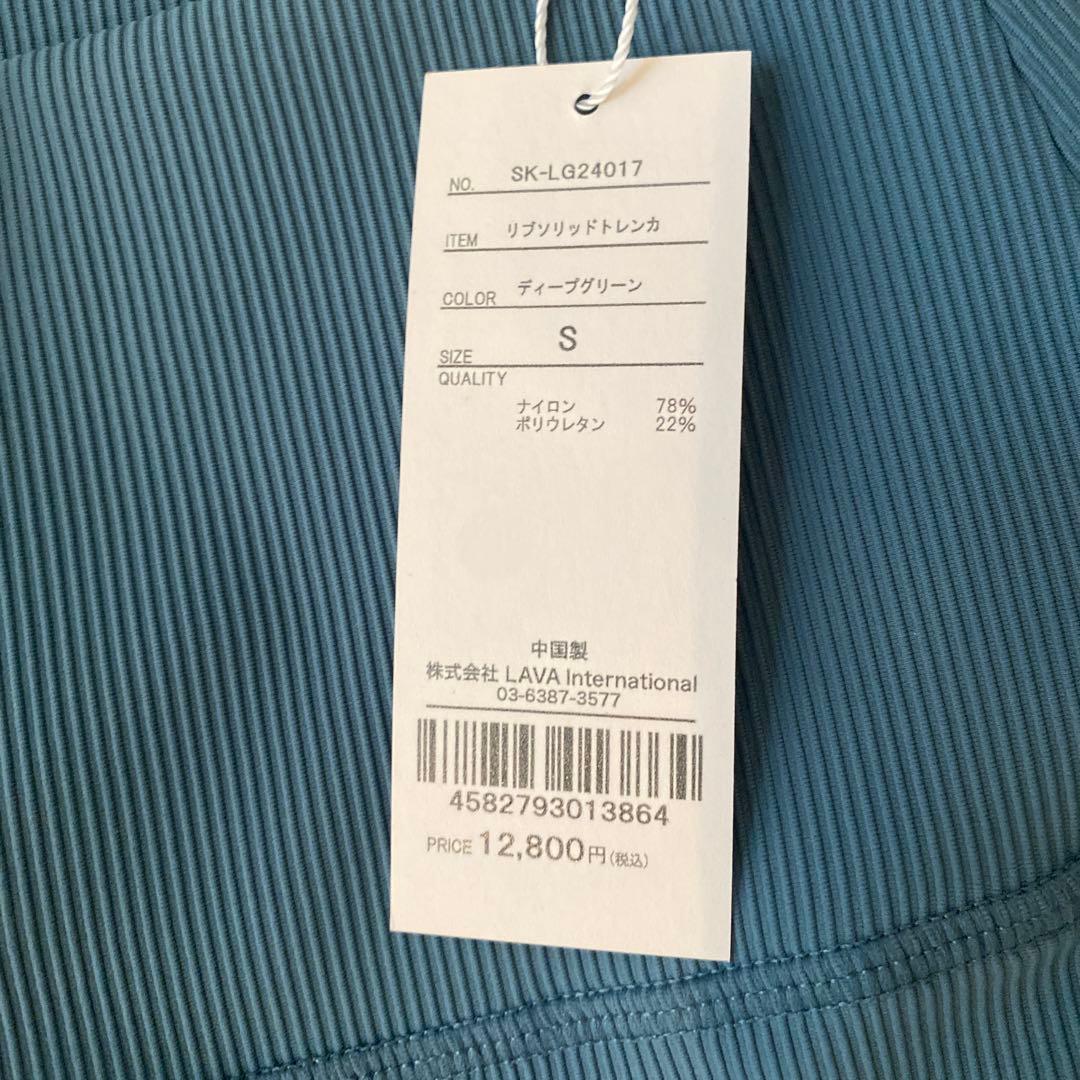 NO. SK-LG24017
ITEM リブソリッドトレンカ
COLOR ディープグリーン
SIZE S
QUALITY
ナイロン 78%
ポリウレタン 22%
中国製
株式会社 LAVA International
03-6387-3577
4582793013864
PRICE 12,800円(税込)